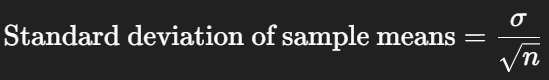 Standard deviation of sample means = σ/√n